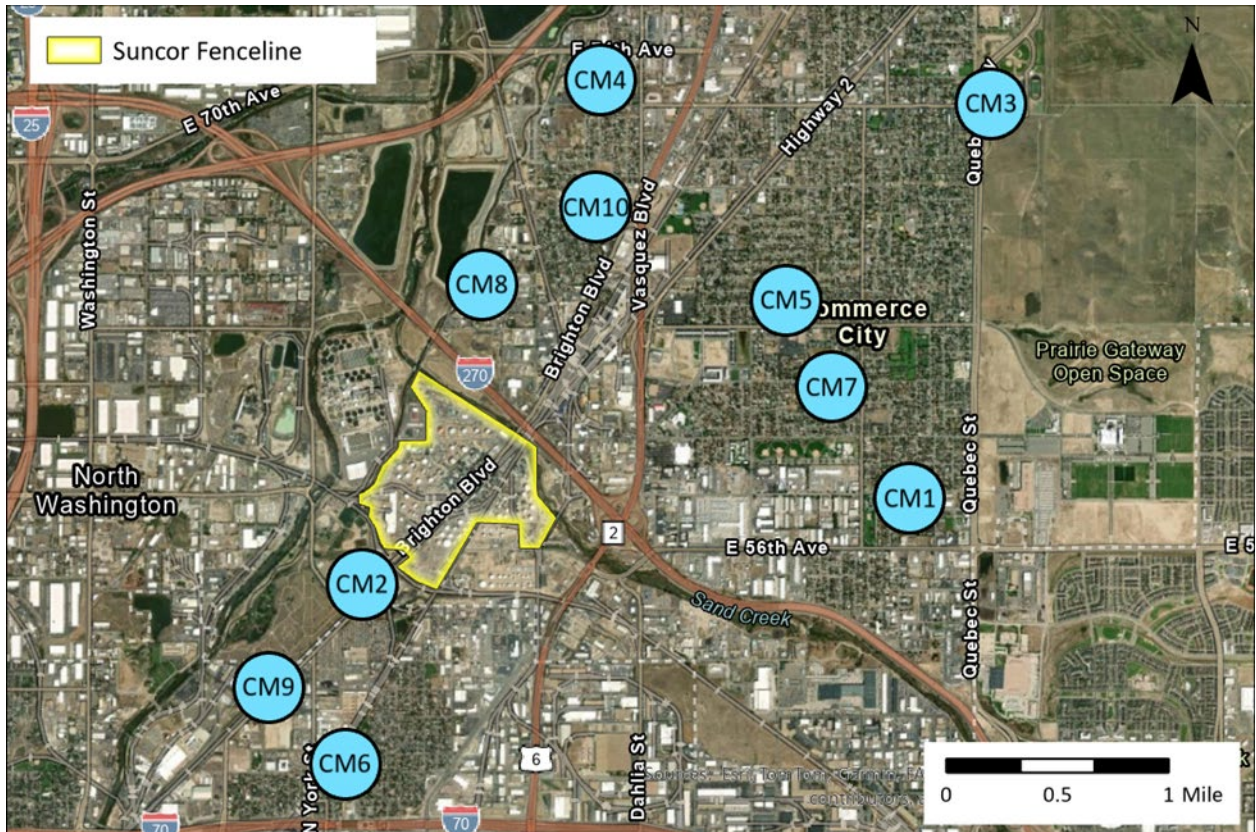 Suncor Fenceline
N
25
E 70th Ave
CM4
CM3
Highway 2
Washington St
CM10
Vasquez Blvd
CM8
Brighton Blvd
CM5
Commerce
City
Prairie Gateway
Open Space
270
CM7
North
Washington
Brighton Blvd
CM1
Quebec St
2
E 56th Ave
CM2
Sand Creek
Quebec St
CM9
CM6
6
Dahlia St
70
70
0
0.5
1 Mile